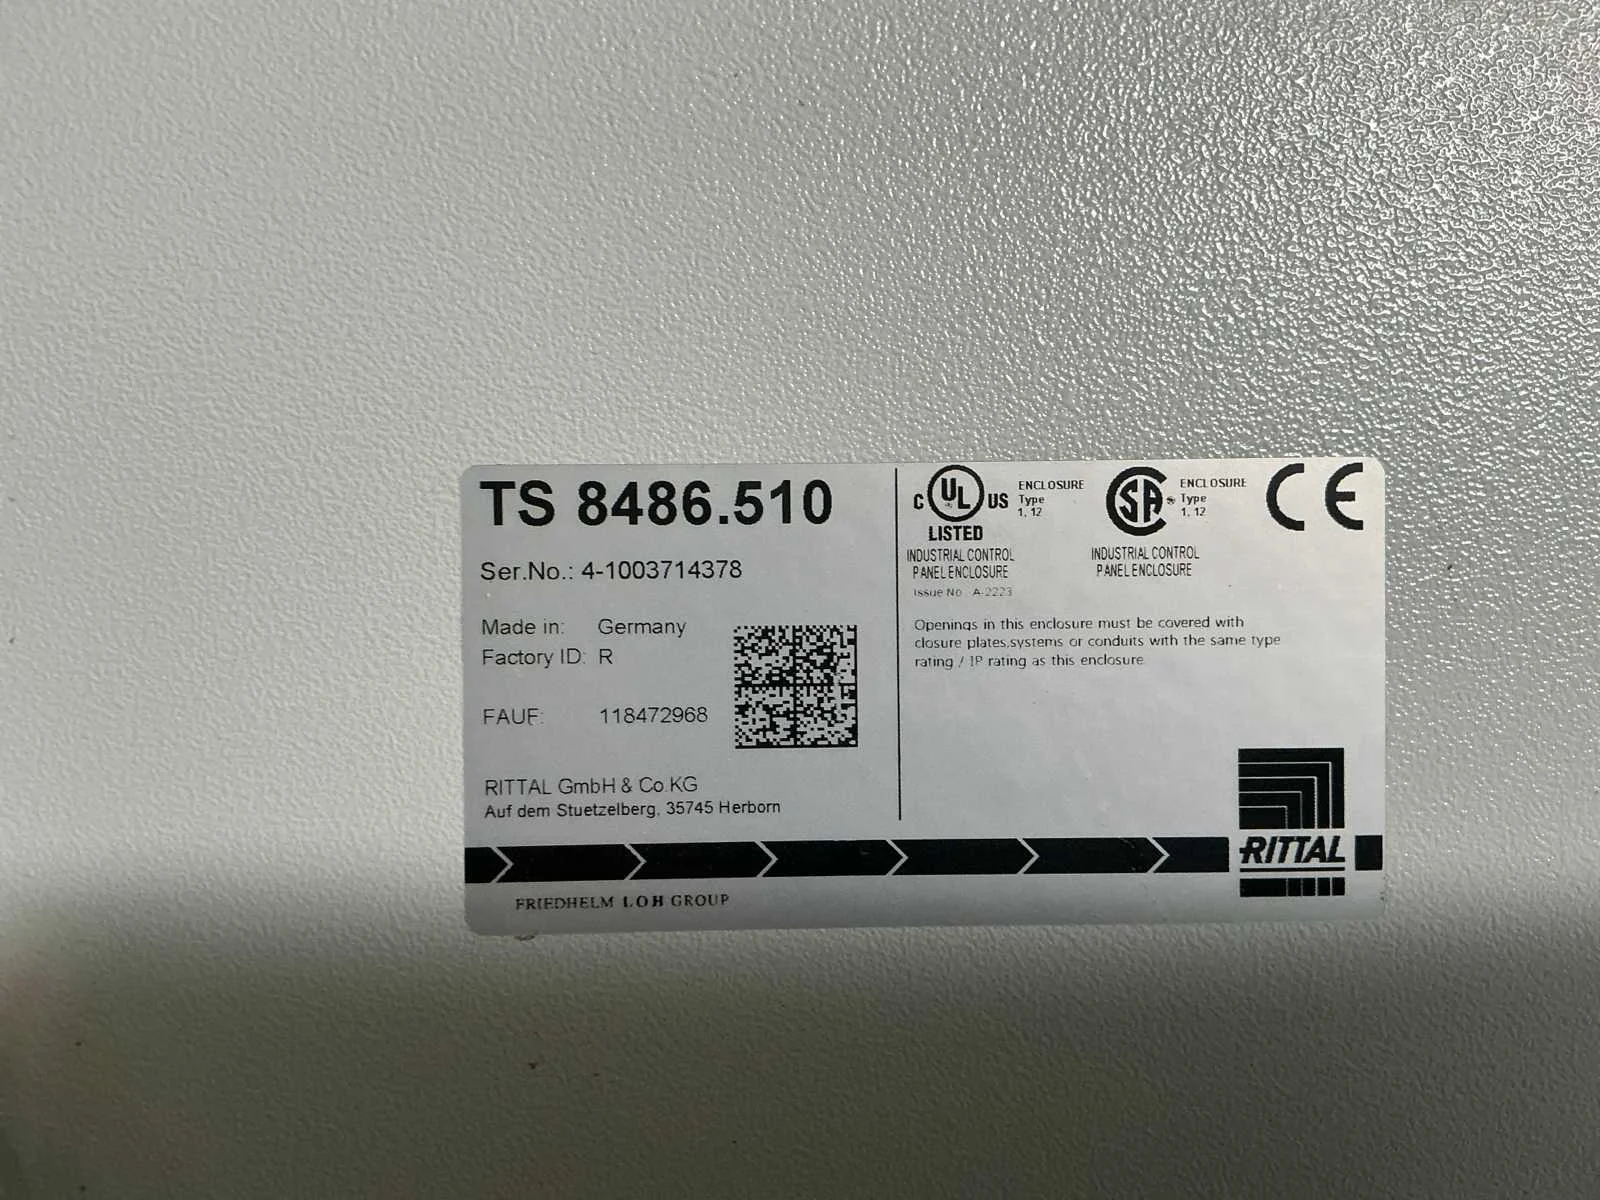 TS 8486.510
Ser.No.: 4-1003714378
Made in: Germany
Factory ID: R
FAUF: 118472968
RITTAL GmbH & Co.KG
Auf dem Stuetzelberg, 35745 Herborn
C UL US
LISTED
ENCLOSURE
Type
1, 12
INDUSTRIAL CONTROL
PANEL ENCLOSURE
Issue No. A-2223
SA
ENCLOSURE
Type
1, 12
INDUSTRIAL CONTROL
PANEL ENCLOSURE
CE
Openings in this enclosure must be covered with
closure plates,systems or conduits with the same type
rating / IP rating as this enclosure.
RITTAL
FRIEDHELM LOH GROUP